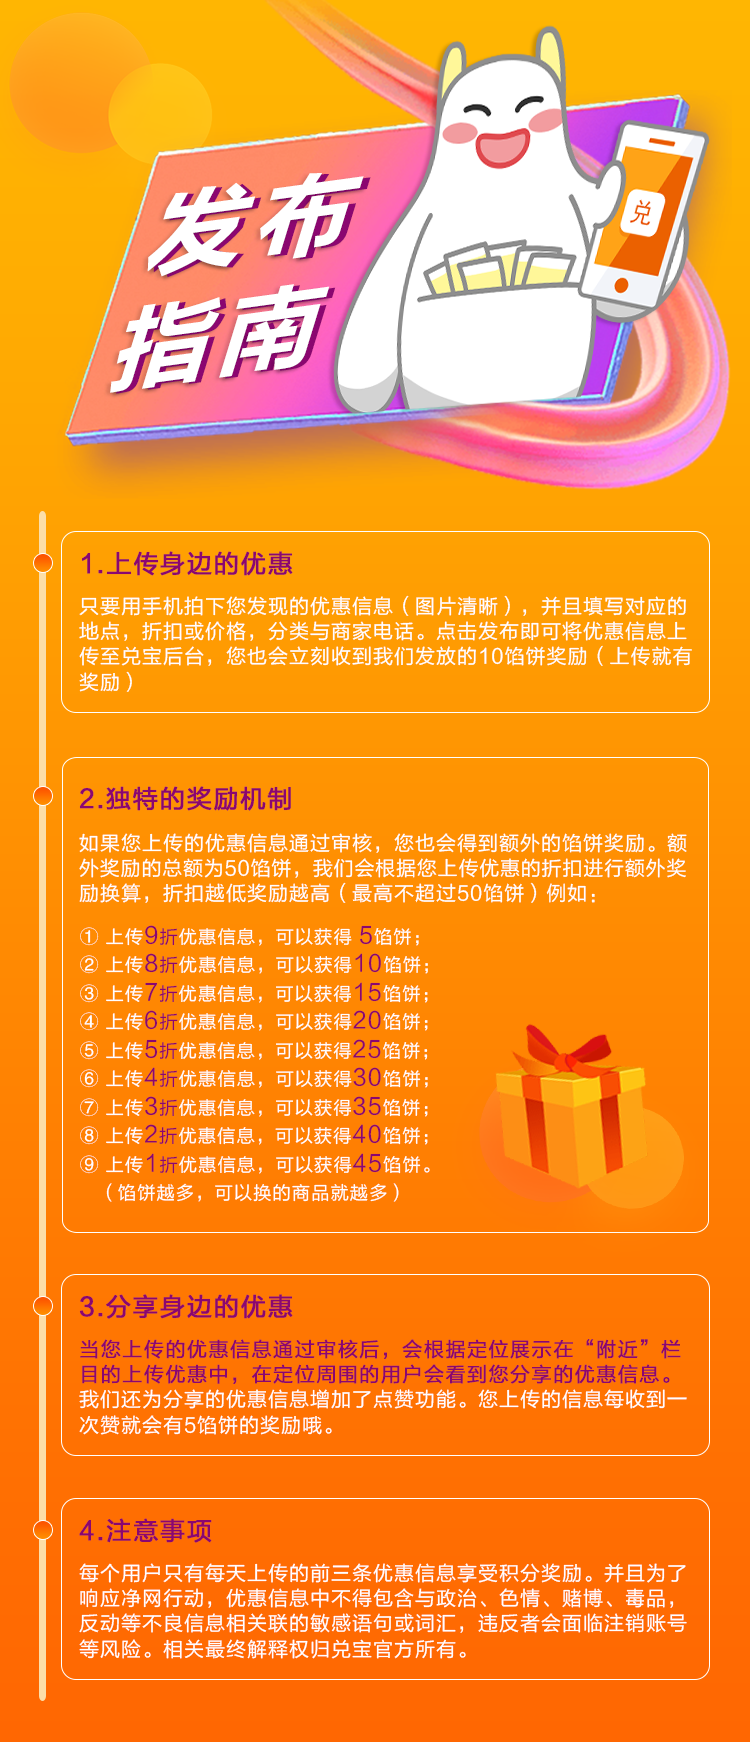 发布
指南
兑
1.上传身边的优惠
只要用手机拍下您发现的优惠信息（图片清晰），并且填写对应的
地点，折扣或价格，分类与商家电话。点击发布即可将优惠信息上
传至兑宝后台，您也会立刻收到我们发放的10馅饼奖励（上传就有
奖励）
2.独特的奖励机制
如果您上传的优惠信息通过审核，您也会得到额外的馅饼奖励。额
外奖励的总额为50馅饼，我们会根据您上传优惠的折扣进行额外奖
励换算，折扣越低奖励越高（最高不超过50馅饼）例如：
① 上传9折优惠信息，可以获得 5馅饼；
② 上传8折优惠信息，可以获得10馅饼；
③ 上传7折优惠信息，可以获得15馅饼；
④ 上传6折优惠信息，可以获得20馅饼；
⑤ 上传5折优惠信息，可以获得25馅饼；
⑥ 上传4折优惠信息，可以获得30馅饼；
⑦ 上传3折优惠信息，可以获得35馅饼；
⑧ 上传2折优惠信息，可以获得40馅饼；
⑨ 上传1折优惠信息，可以获得45馅饼。
（馅饼越多，可以换的商品就越多）
3.分享身边的优惠
当您上传的优惠信息通过审核后，会根据定位展示在“附近”栏
目的上传优惠中，在定位周围的用户会看到您分享的优惠信息。
我们还为分享的优惠信息增加了点赞功能。您上传的信息每收到一
次赞就会有5馅饼的奖励哦。
4.注意事项
每个用户只有每天上传的前三条优惠信息享受积分奖励。并且为了
响应净网行动，优惠信息中不得包含与政治、色情、赌博、毒品，
反动等不良信息相关联的敏感语句或词汇，违反者会面临注销账号
等风险。相关最终解释权归兑宝官方所有。